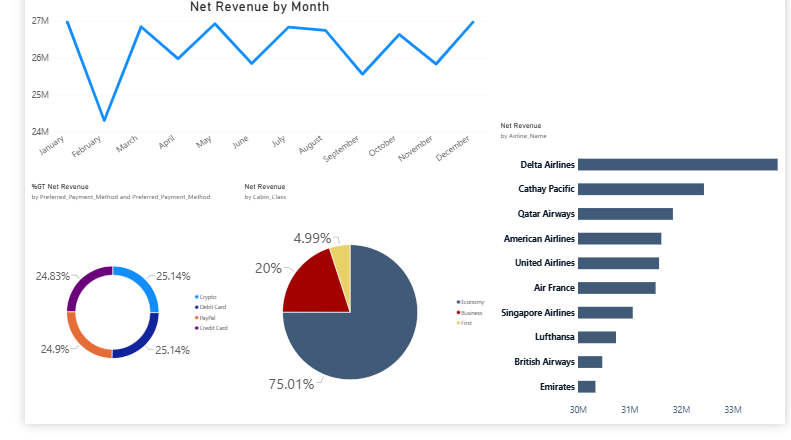 Net Revenue by Month
27M
26M
25M
24M
January
February
March
April
May
June
July
August
September
October
November
December
Net Revenue
by Airline_Name
Delta Airlines
Cathay Pacific
Qatar Airways
American Airlines
United Airlines
Air France
Singapore Airlines
Lufthansa
British Airways
Emirates
30M
31M
32M
33M
%GT Net Revenue
by Preferred_Payment_Method and Preferred_Payment_Method
24.83%
25.14%
24.9%
25.14%
Crypto
Debit Card
PayPal
Credit Card
Net Revenue
by Cabin_Class
4.99%
20%
75.01%
Economy
Business
First